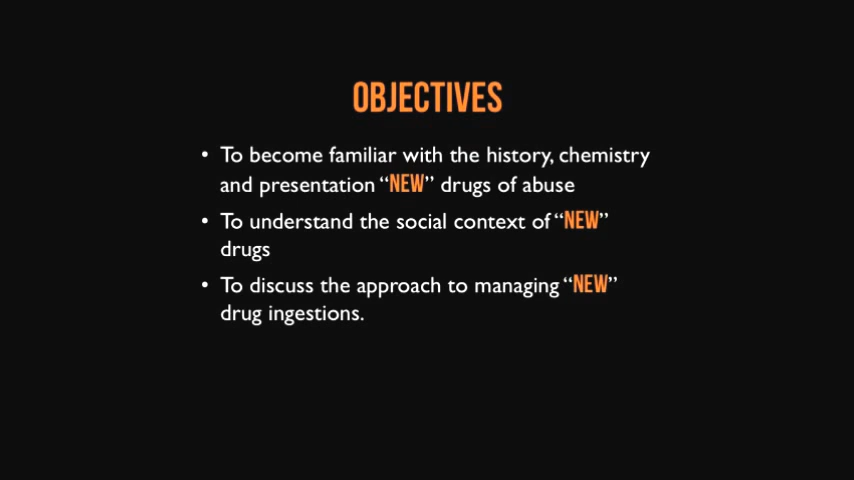 OBJECTIVES
• To become familiar with the history, chemistry
and presentation “NEW” drugs of abuse
• To understand the social context of “NEW”
drugs
• To discuss the approach to managing “NEW”
drug ingestions.